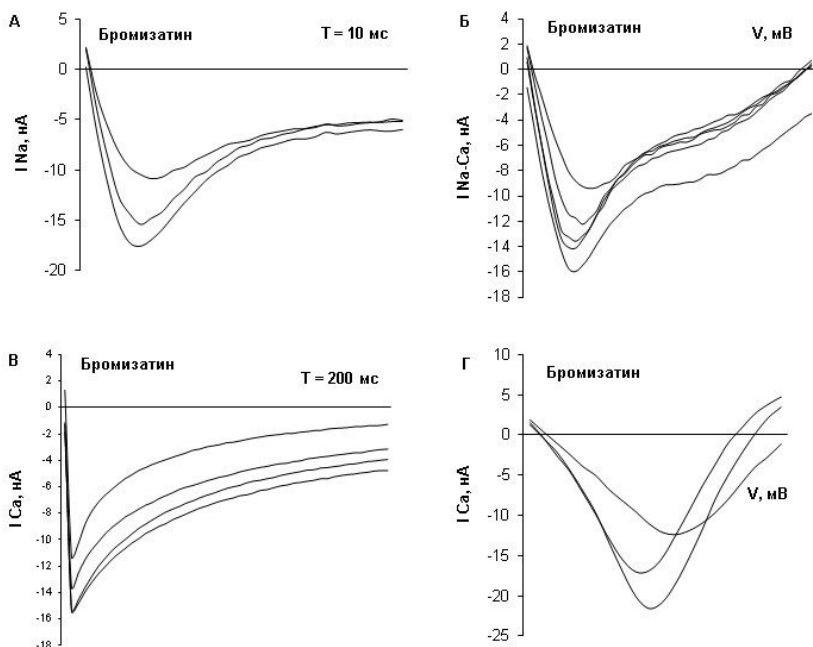 А
Бромизатин
T = 10 мс
I Na, нА
5
0
-5
-10
-15
-20
Б
Бромизатин
V, мВ
I Na-Ca, нА
4
2
0
-2
-4
-6
-8
-10
-12
-14
-16
-18
В
Бромизатин
T = 200 мс
I Ca, нА
4
2
0
-2
-4
-6
-8
-10
-12
-14
-16
-18
Г
Бромизатин
V, мВ
I Ca, нА
10
5
0
-5
-10
-15
-20
-25